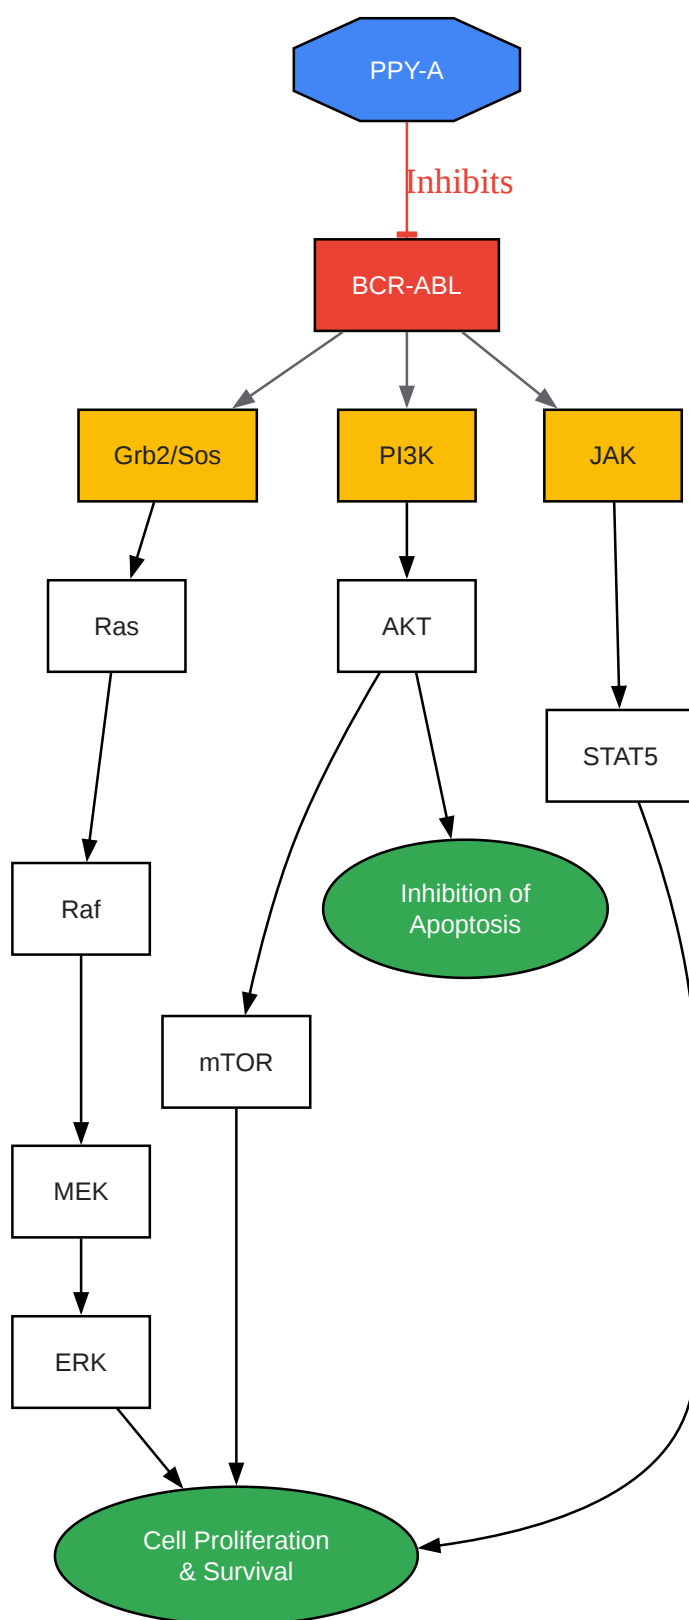 PPY-A
Inhibits
BCR-ABL
Grb2/Sos
PI3K
JAK
Ras
AKT
STAT5
Raf
Inhibition of
Apoptosis
mTOR
MEK
ERK
Cell Proliferation
& Survival